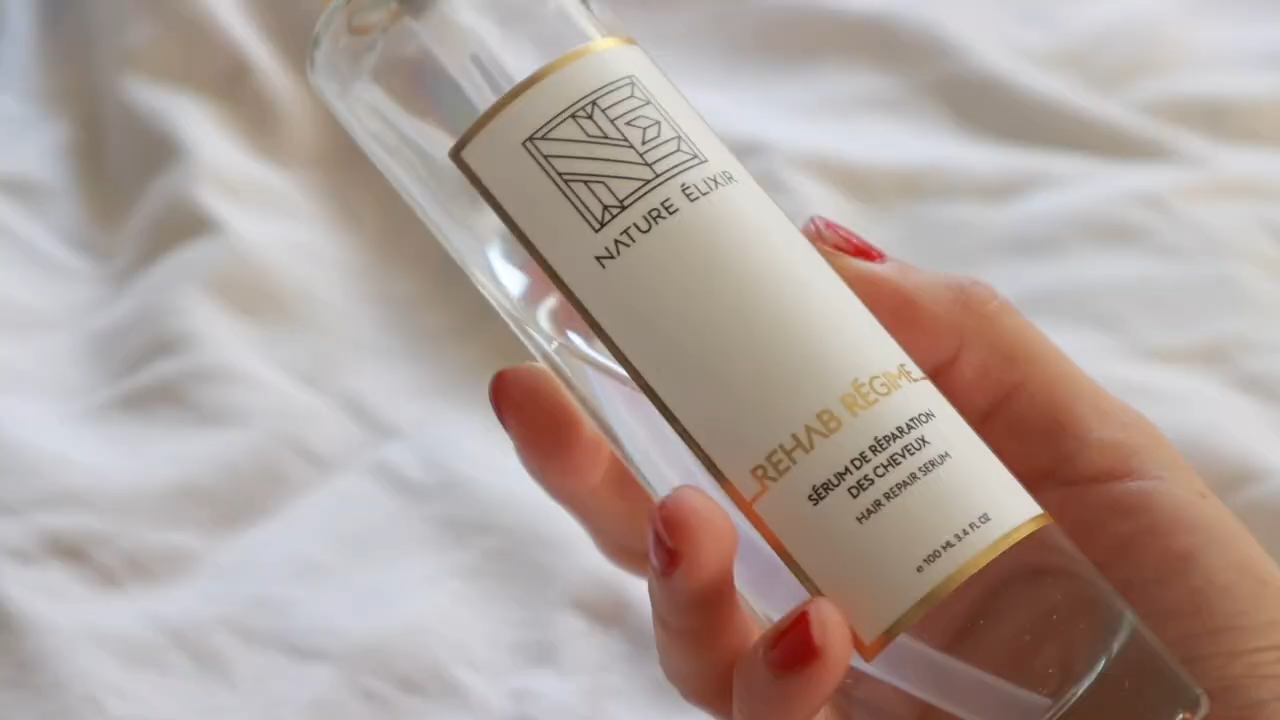 NATURE ÉLIXIR
REHAB RÉGIME
SÉRUM DE RÉPARATION
DES CHEVEUX
HAIR REPAIR SERUM
e 100 ML 3.4 FL OZ